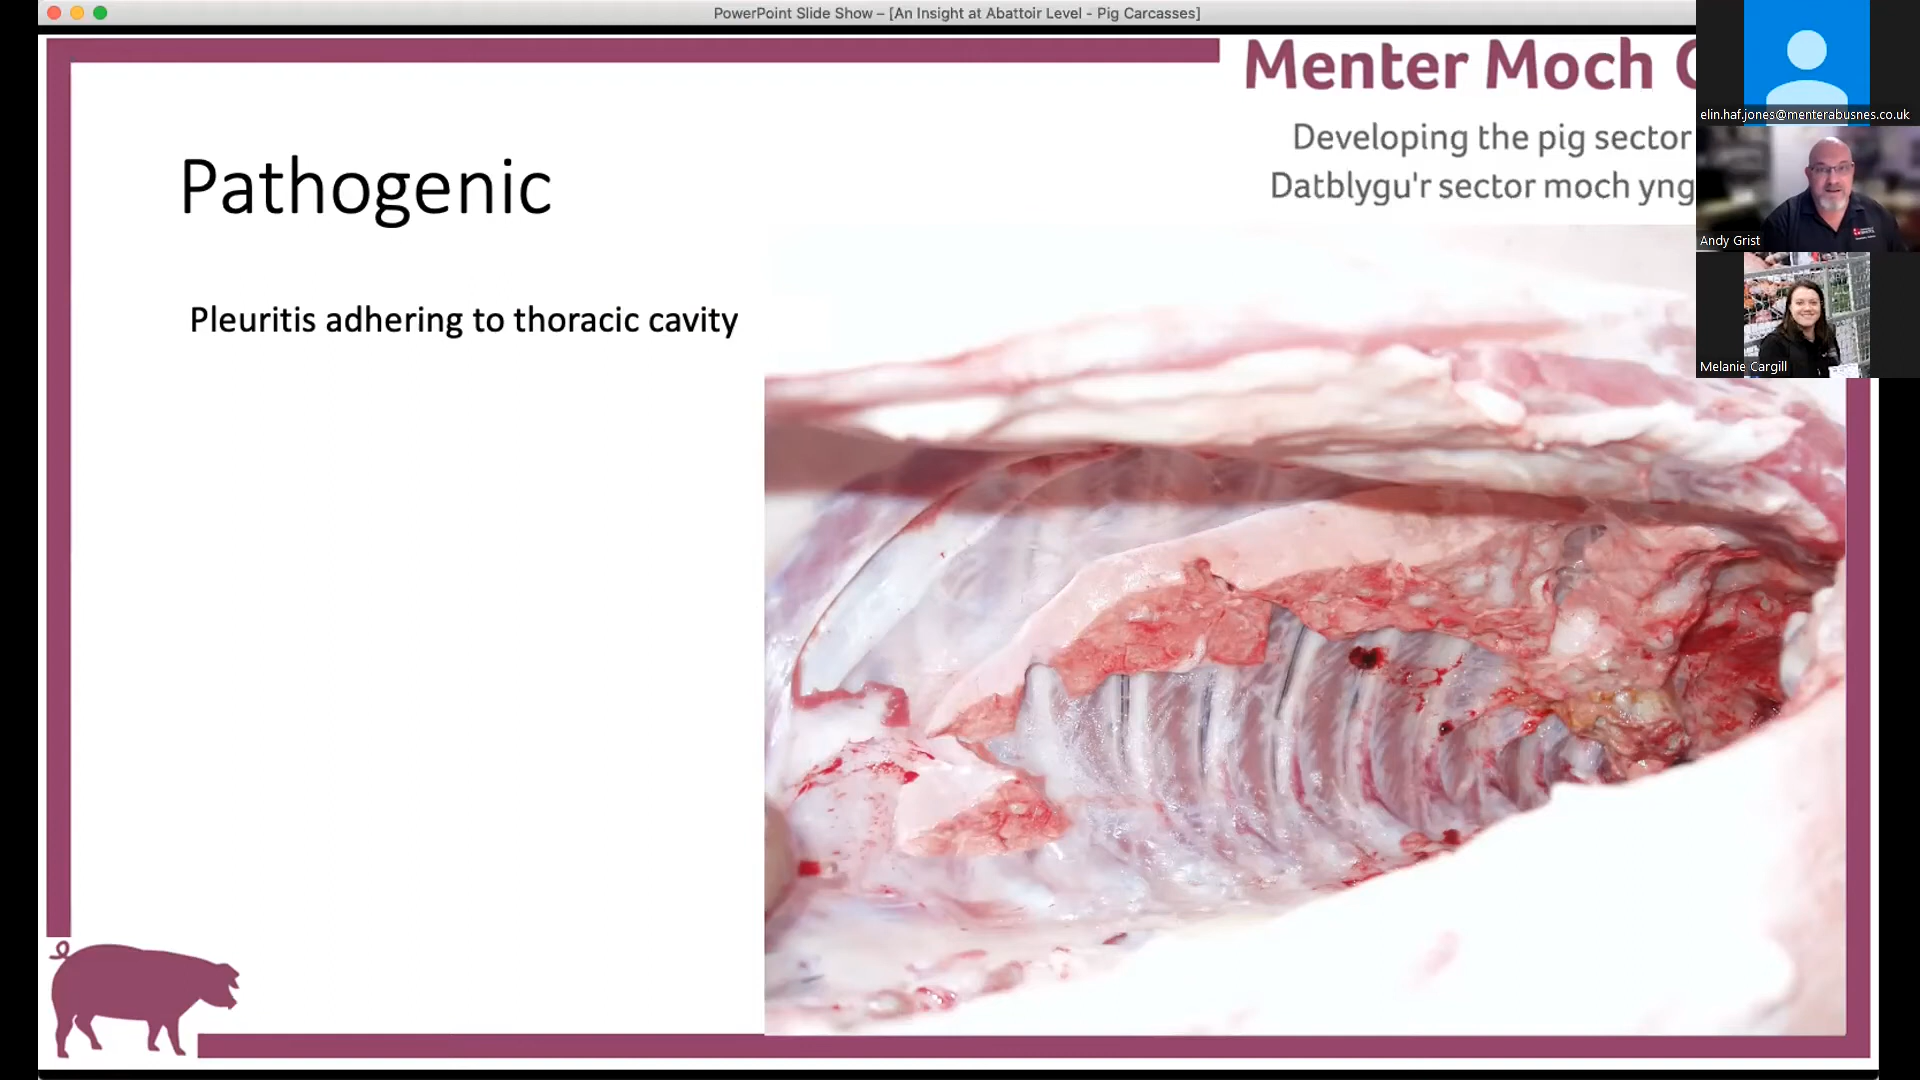 PowerPoint Slide Show – [An Insight at Abattoir Level - Pig Carcasses]
Menter Moch C
Developing the pig sector
Datblygu'r sector moch yng
elin.haf.jones@menterabusnes.co.uk
Andy Grist
Melanie Cargill
Pathogenic
Pleuritis adhering to thoracic cavity